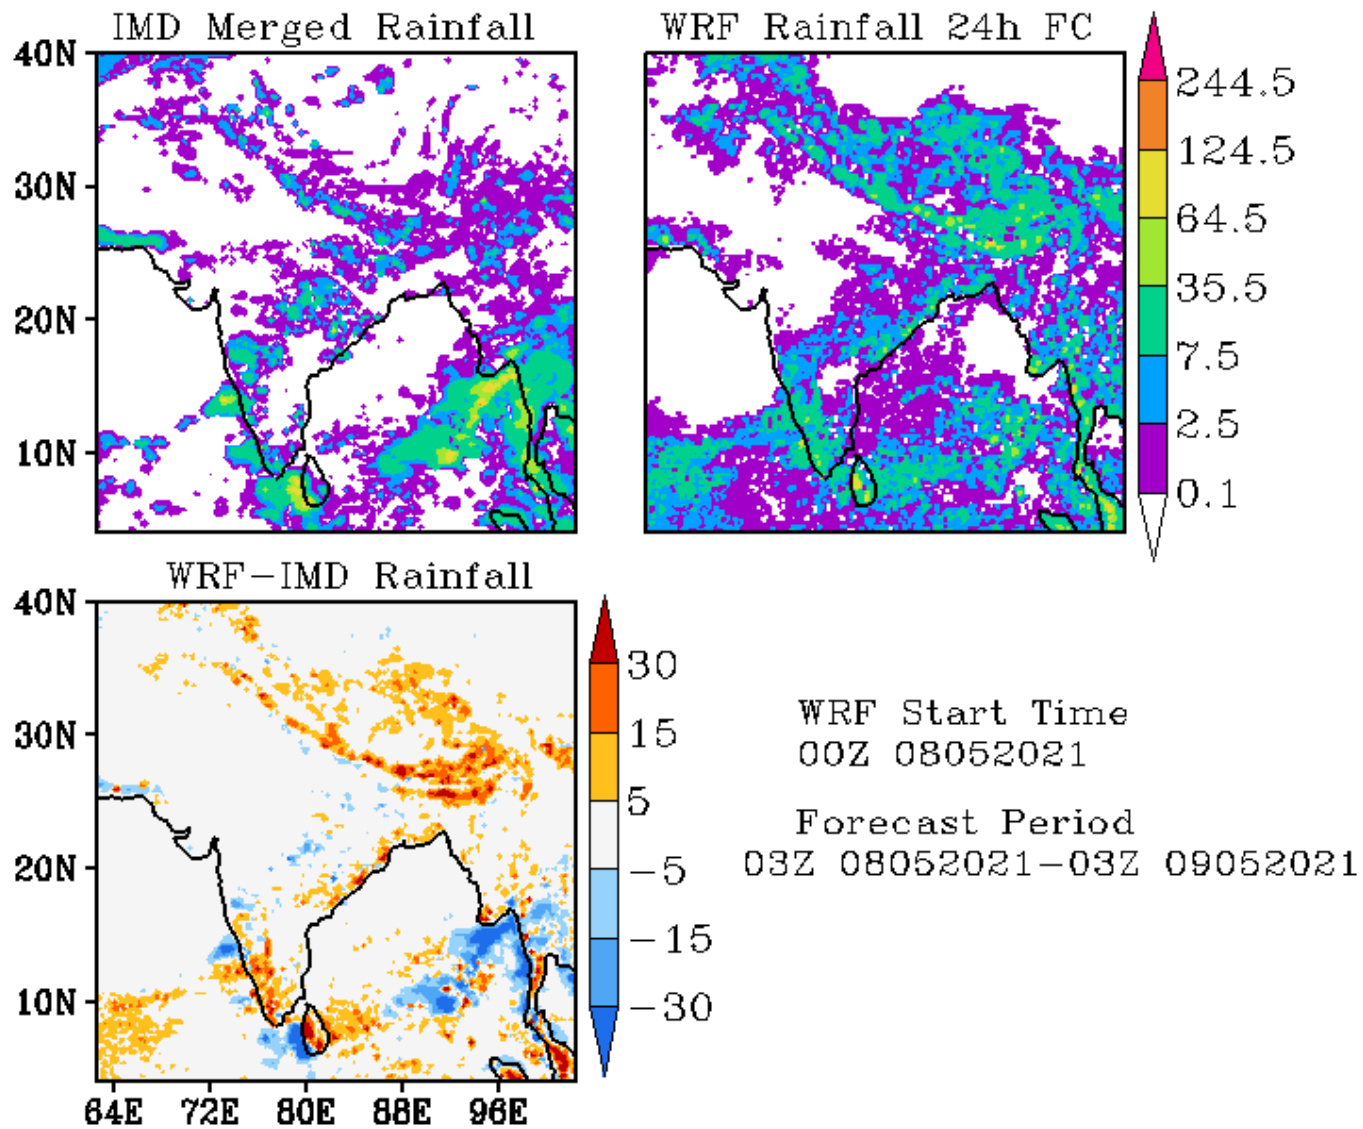 IMD Merged Rainfall
WRF Rainfall 24h FC
40N
30N
20N
10N
244.5
124.5
64.5
35.5
7.5
2.5
0.1
WRF-IMD Rainfall
40N
30N
20N
10N
64E 72E 80E 88E 96E
30
15
5
-5
-15
-30
WRF Start Time
00Z 08052021
Forecast Period
03Z 08052021-03Z 09052021